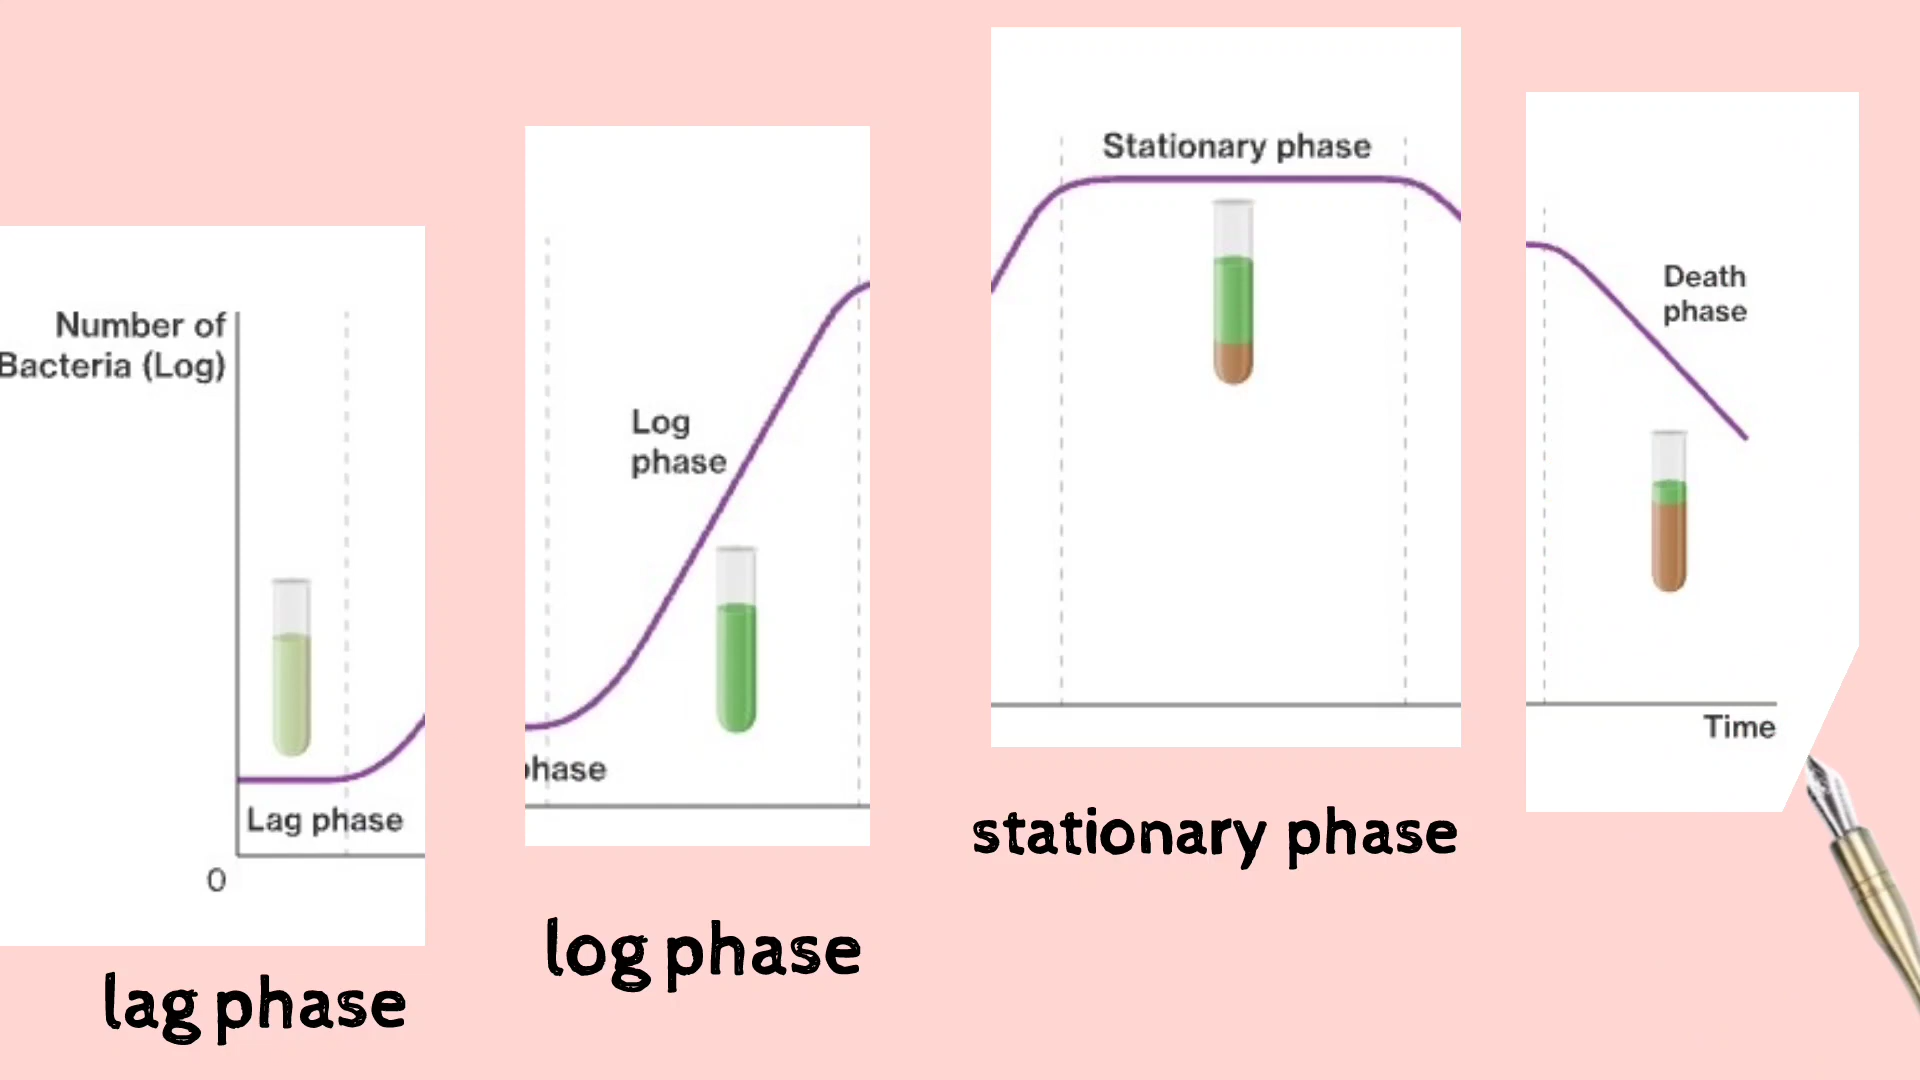 Number of
Bacteria (Log)
Lag phase
0
lag phase
Log
phase
phase
log phase
Stationary phase
stationary phase
Death
phase
Time